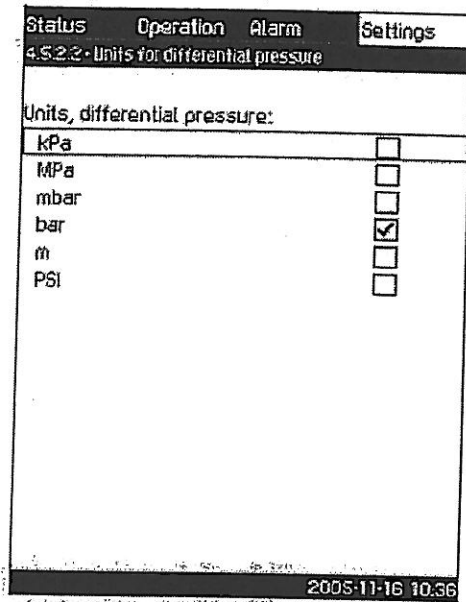 Status Operation Alarm Settings
4.5.2.2 - Units for differential pressure
Units, differential pressure:
kPa
MPa
mbar
bar
m
PSI
2005-11-16 10:36